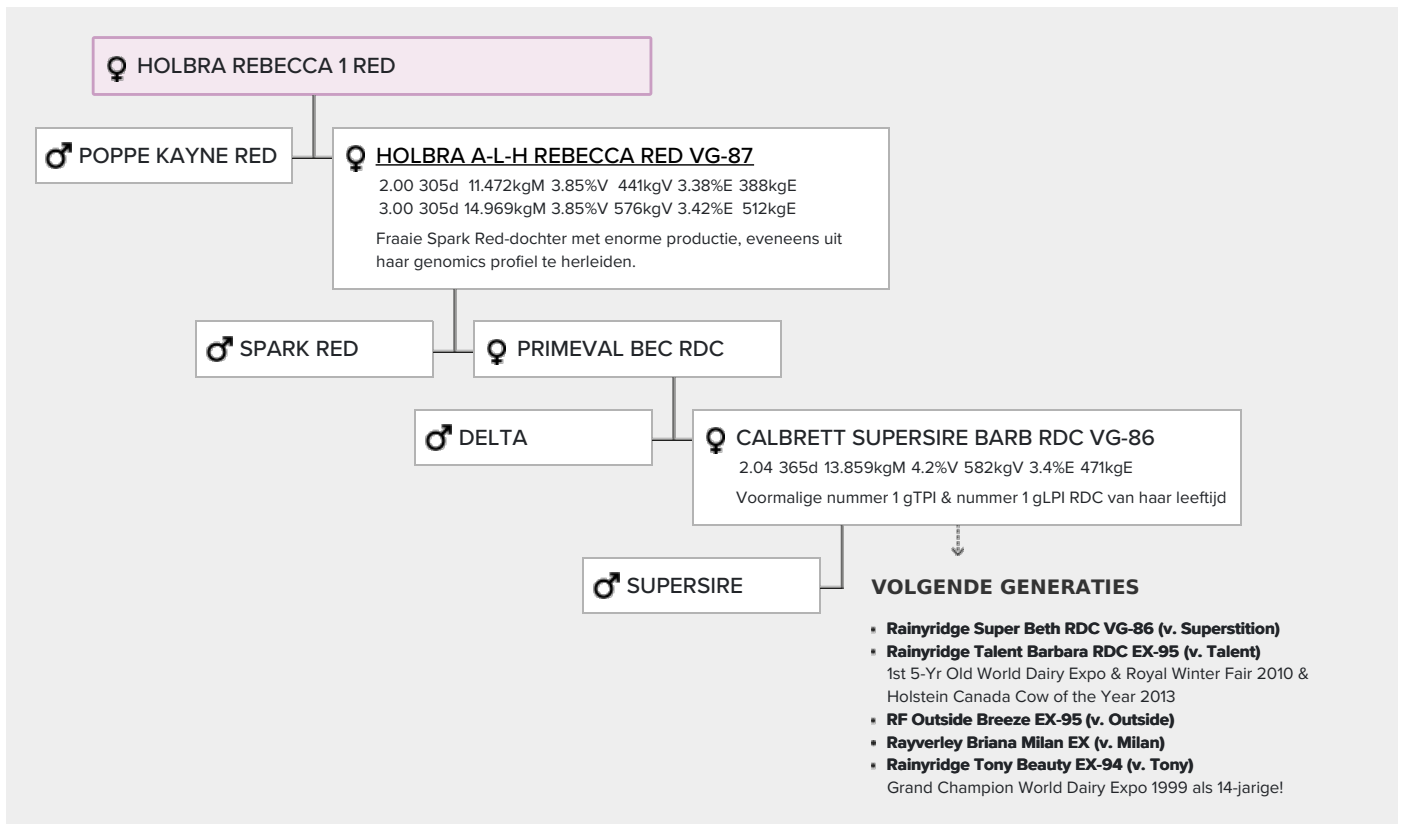 HOLBRA REBECCA 1 RED
POPPE KAYNE RED
HOLBRA A-L-H REBECCA RED VG-87
2.00 305d 11.472kgM 3.85%V 441kgV 3.38%E 388kgE
3.00 305d 14.969kgM 3.85%V 576kgV 3.42%E 512kgE
Fraaie Spark Red-dochter met enorme productie, eveneens uit
haar genomics profiel te herleiden.
SPARK RED
PRIMEVAL BEC RDC
DELTA
CALBRETT SUPERSIRE BARB RDC VG-86
2.04 365d 13.859kgM 4.2%V 582kgV 3.4%E 471kgE
Voormalige nummer 1 gTPI & nummer 1 gLPI RDC van haar leeftijd
SUPERSIRE
VOLGENDE GENERATIES
Rainyridge Super Beth RDC VG-86 (v. Superstition)
Rainyridge Talent Barbara RDC EX-95 (v. Talent)
1st 5-Yr Old World Dairy Expo & Royal Winter Fair 2010 &
Holstein Canada Cow of the Year 2013
RF Outside Breeze EX-95 (v. Outside)
Rayverley Briana Milan EX (v. Milan)
Rainyridge Tony Beauty EX-94 (v. Tony)
Grand Champion World Dairy Expo 1999 als 14-jarige!